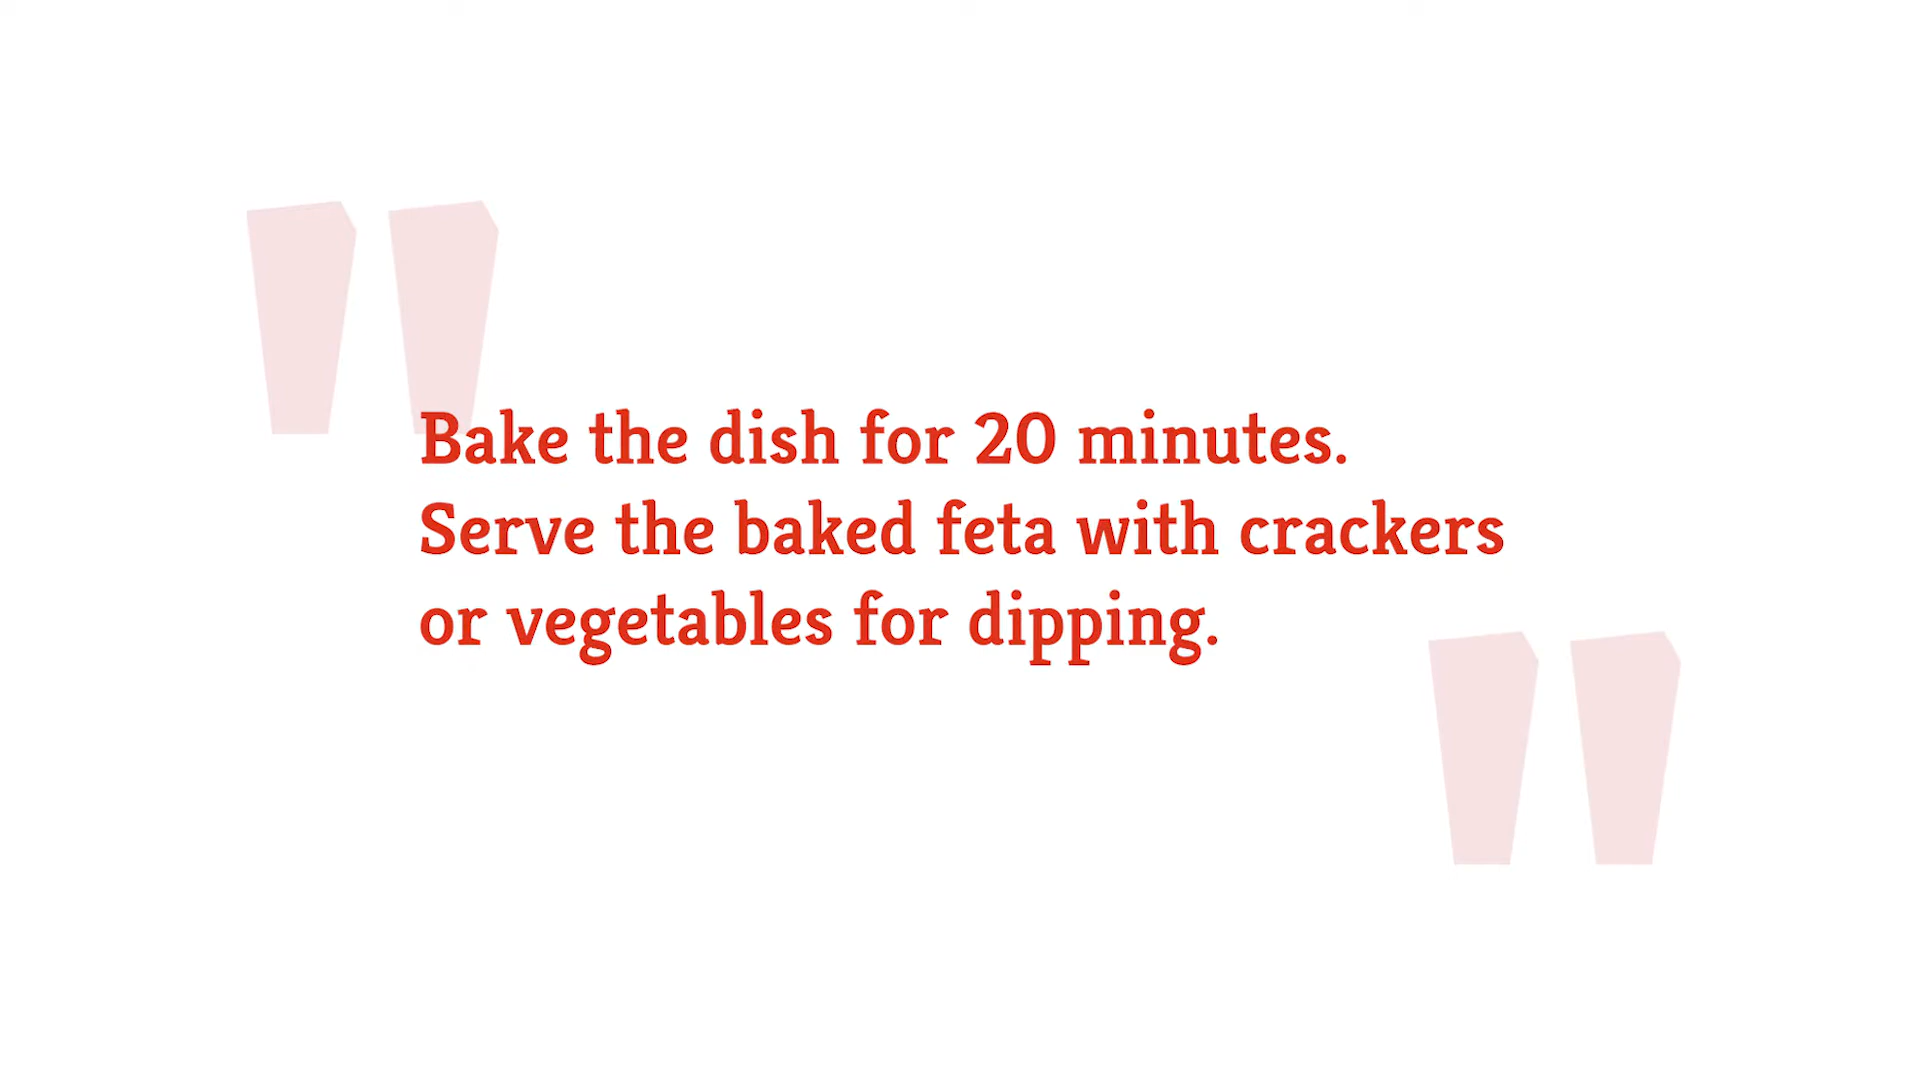 "Bake the dish for 20 minutes.
Serve the baked feta with crackers
or vegetables for dipping."